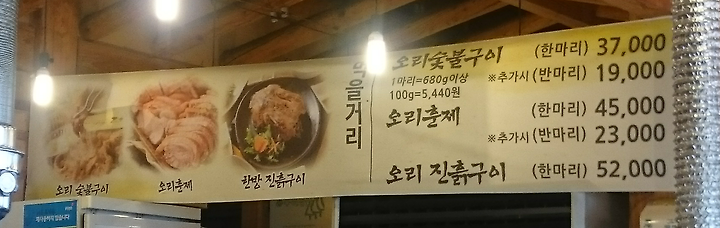 오리 숯불구이
오리훈제
한방 진흙구이
먹을거리
오리숯불구이 (한마리) 37,000
1마리=680g이상 ※추가시 (반마리) 19,000
100g=5,440원
오리훈제 (한마리) 45,000
※추가시 (반마리) 23,000
오리 진흙구이 (한마리) 52,000